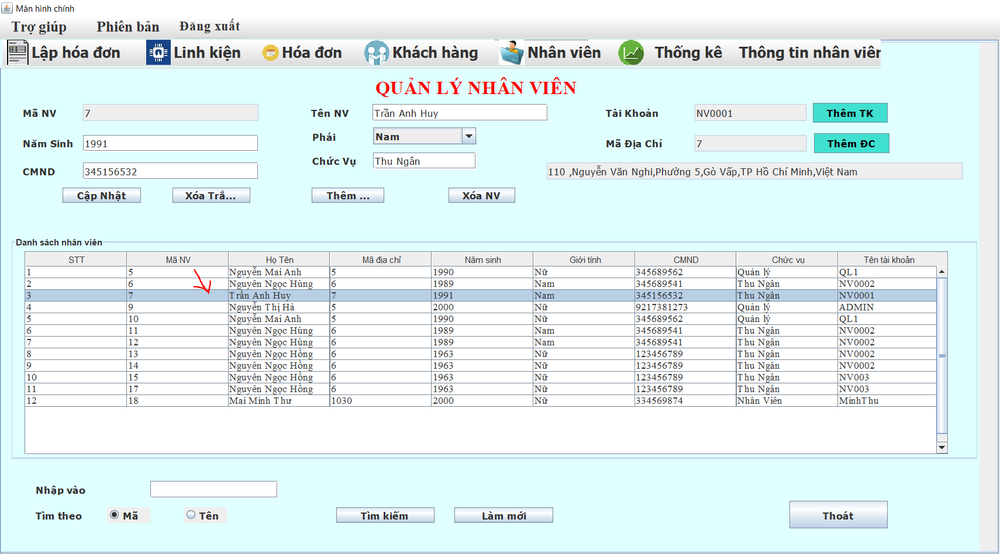 Màn hình chính
Trợ giúp Phiên bản Đăng xuất
Lập hóa đơn Linh kiện Hóa đơn Khách hàng Nhân viên Thống kê Thông tin nhân viên
QUẢN LÝ NHÂN VIÊN
Mã NV 7 Tên NV Trần Anh Huy Tài Khoản NV0001 Thêm TK
Phái Nam
Năm Sinh 1991 Mã Địa Chỉ 7 Thêm ĐC
Chức Vụ Thu Ngân
CMND 345156532 110 ,Nguyễn Văn Nghi,Phường 5,Gò Vấp,TP Hồ Chí Minh,Việt Nam
Cập Nhật Xóa Trắ... Thêm ... Xóa NV
Danh sách nhân viên
STT Mã NV Họ Tên Mã địa chỉ Năm sinh Giới tính CMND Chức vụ Tên tài khoản
1 5 Nguyễn Mai Anh 5 1990 Nữ 345689562 Quản lý QL1
2 6 Nguyên Ngọc Hùng 6 1989 Nam 345689541 Thu Ngân NV0002
3 7 Trần Anh Huy 7 1991 Nam 345156532 Thu Ngân NV0001
4 9 Nguyễn Thị Hà 5 2000 Nữ 9217381273 Quản lý ADMIN
5 10 Nguyễn Mai Anh 5 1990 Nữ 345689562 Quản lý QL1
6 11 Nguyên Ngọc Hùng 6 1989 Nam 345689541 Thu Ngân NV0002
7 12 Nguyên Ngọc Hùng 6 1989 Nam 345689541 Thu Ngân NV0002
8 13 Nguyên Ngọc Hồng 6 1963 Nữ 123456789 Thu Ngân NV0002
9 14 Nguyên Ngọc Hồng 6 1963 Nữ 123456789 Thu Ngân NV0002
10 15 Nguyên Ngọc Hồng 6 1963 Nữ 123456789 Thu Ngân NV003
11 17 Nguyên Ngọc Hồng 6 1963 Nữ 123456789 Thu Ngân NV003
12 18 Mai Minh Thư 1030 2000 Nữ 334569874 Nhân Viên MinhThu
Nhập vào
Tìm theo Mã Tên Tìm kiếm Làm mới Thoát